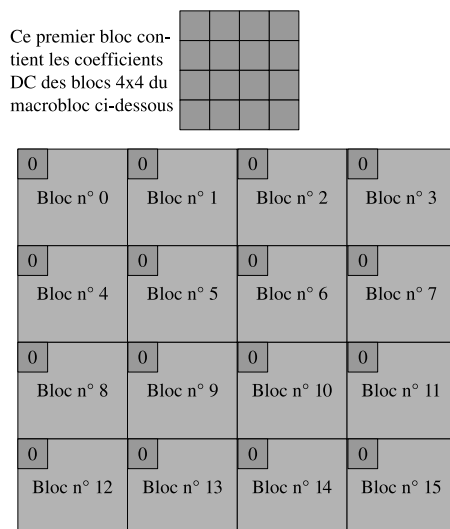 Ce premier bloc con-
tient les coefficients
DC des blocs 4x4 du
macrobloc ci-dessous
0 0 0 0
Bloc n° 0 Bloc n° 1 Bloc n° 2 Bloc n° 3
0 0 0 0
Bloc n° 4 Bloc n° 5 Bloc n° 6 Bloc n° 7
0 0 0 0
Bloc n° 8 Bloc n° 9 Bloc n° 10 Bloc n° 11
0 0 0 0
Bloc n° 12 Bloc n° 13 Bloc n° 14 Bloc n° 15